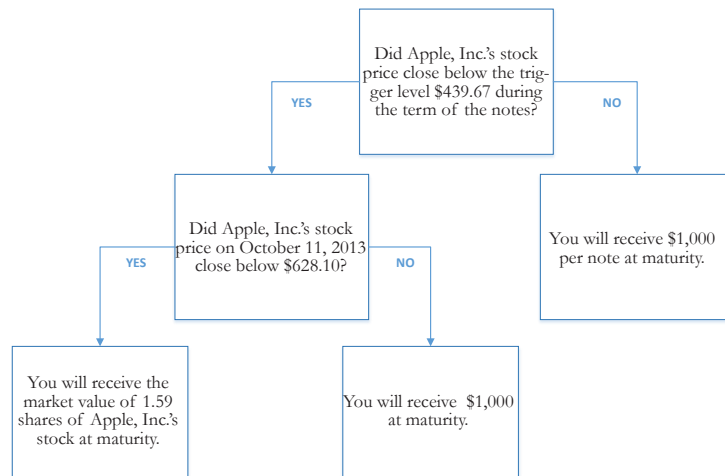 Did Apple, Inc.'s stock
price close below the trig-
ger level $439.67 during
the term of the notes?
YES
NO
Did Apple, Inc.'s stock
price on October 11, 2013
close below $628.10?
You will receive $1,000
per note at maturity.
YES
NO
You will receive the
market value of 1.59
shares of Apple, Inc.'s
stock at maturity.
You will receive $1,000
at maturity.